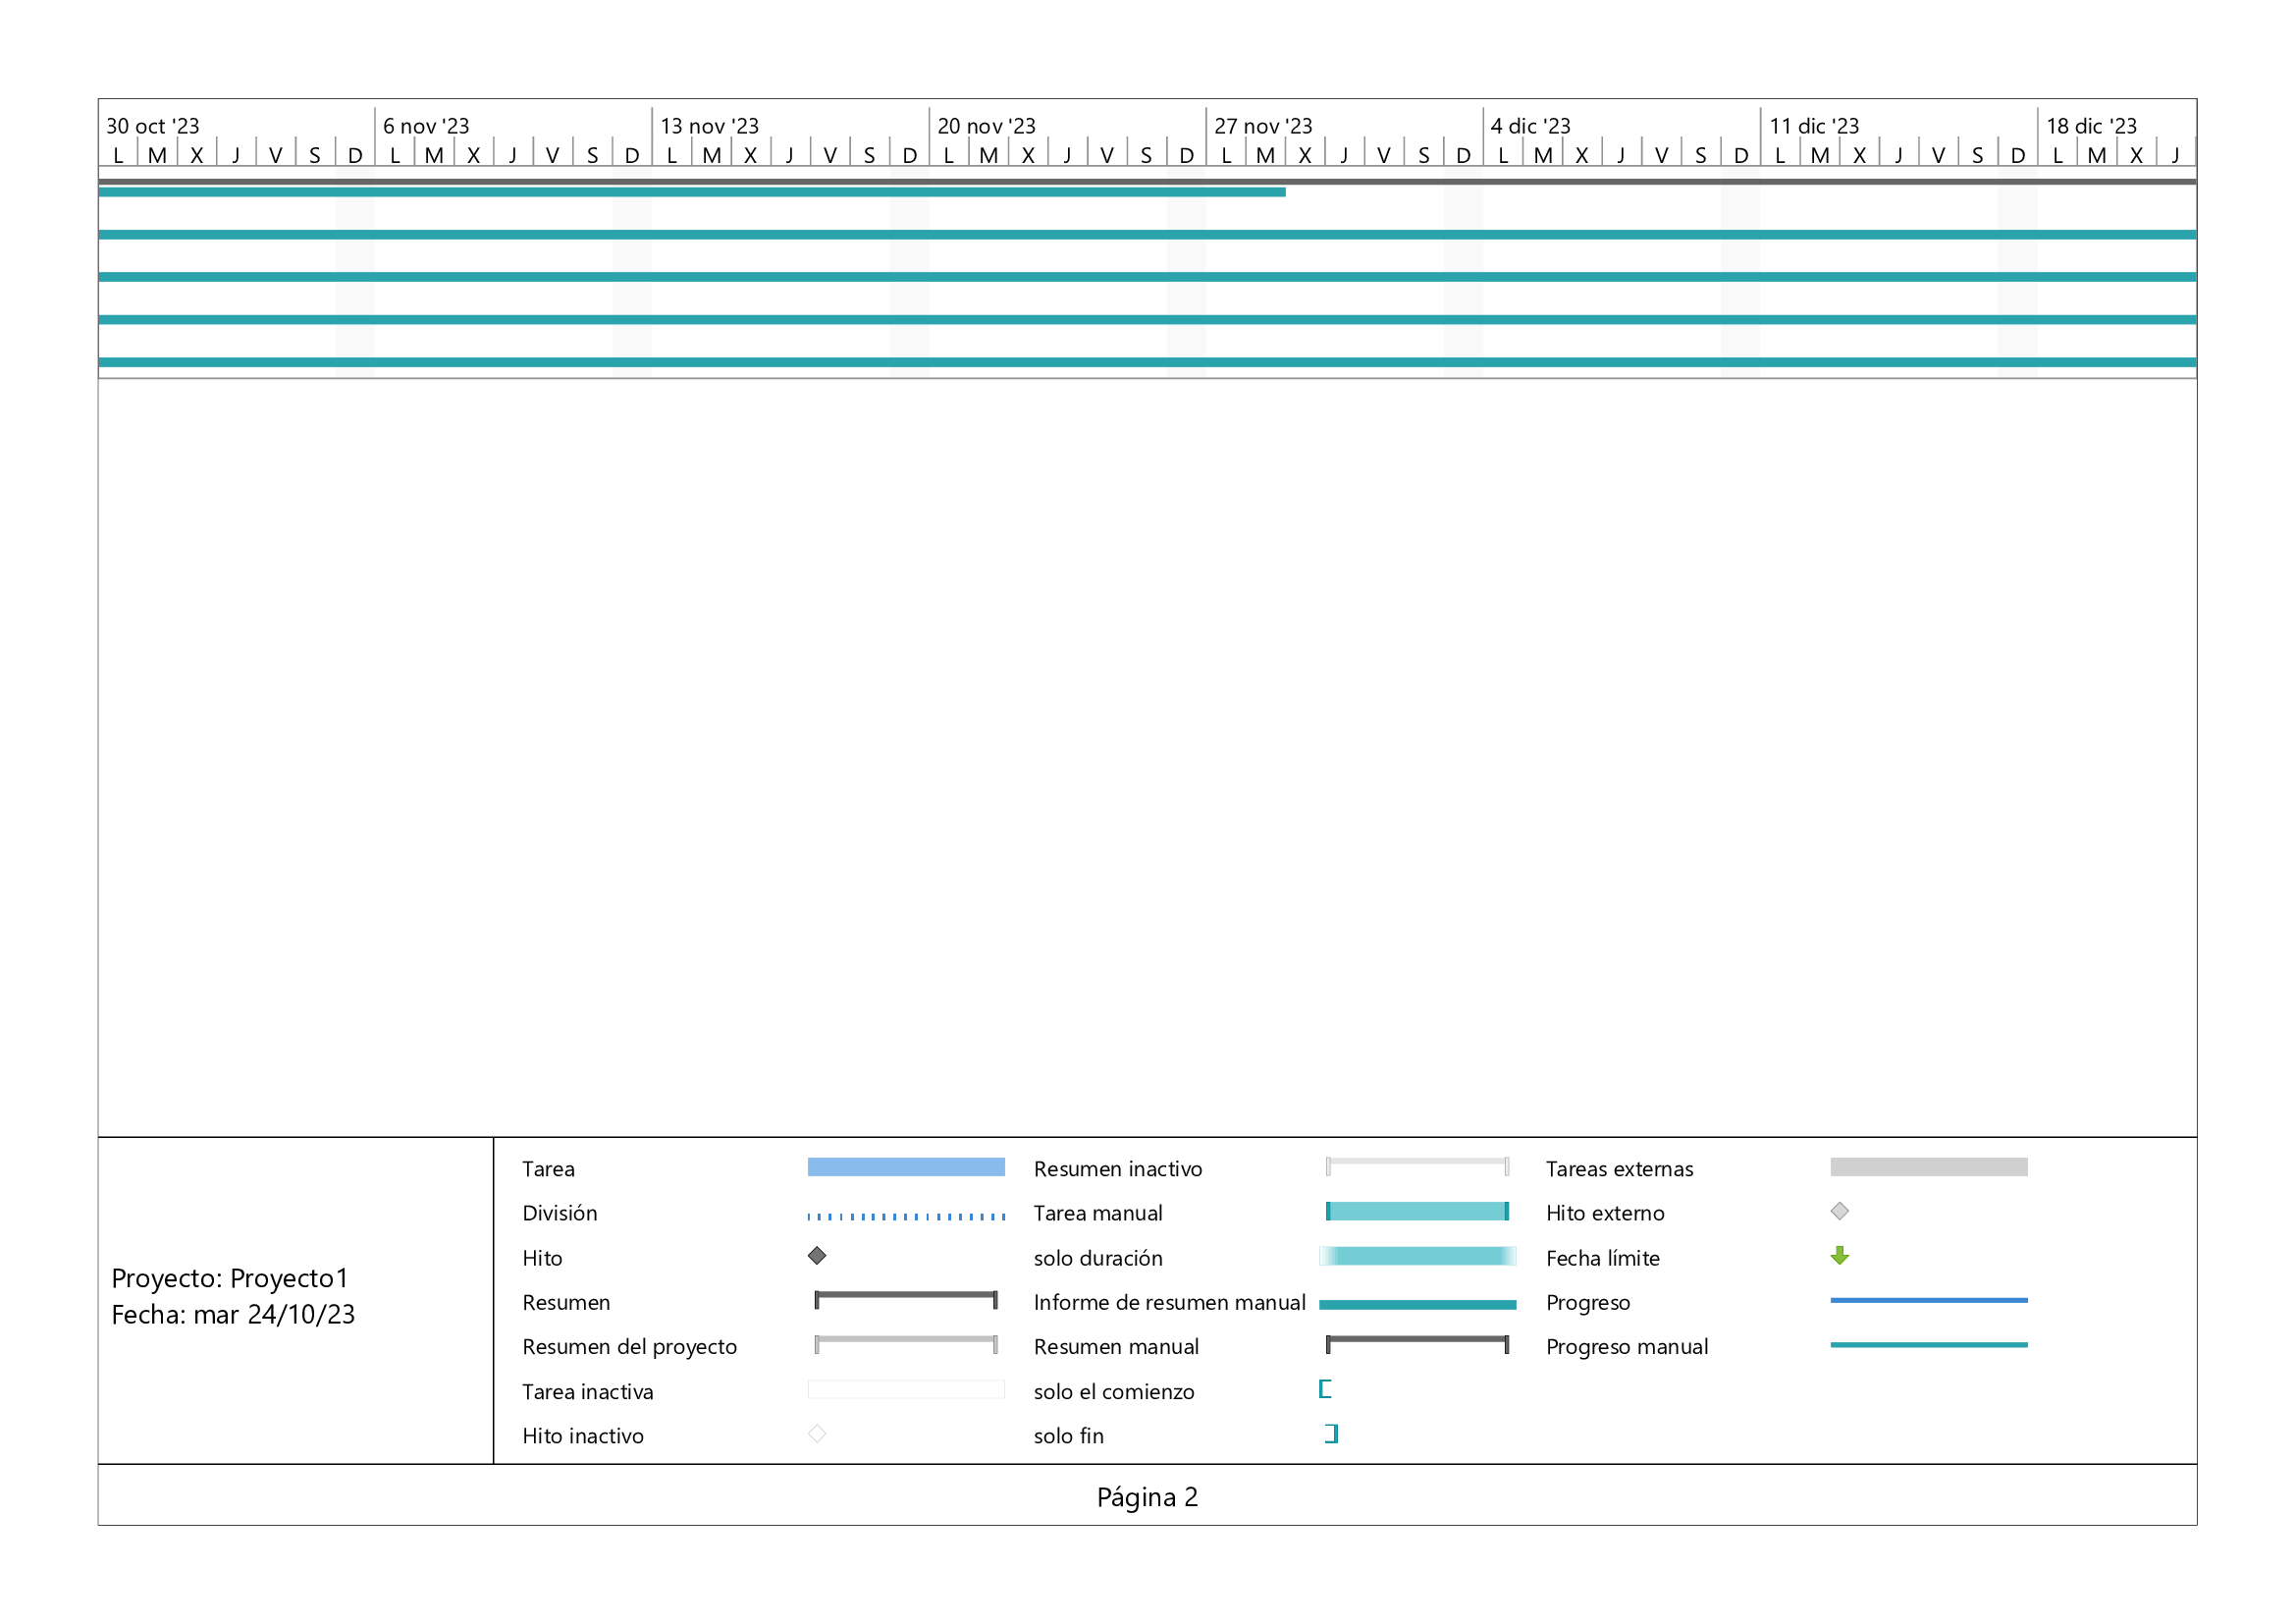 30 oct '23 6 nov '23 13 nov '23 20 nov '23 27 nov '23 4 dic '23 11 dic '23 18 dic '23
L M X J V S D L M X J V S D L M X J V S D L M X J V S D L M X J V S D L M X J V S D L M X J V S D L M X J
Proyecto: Proyecto1
Fecha: mar 24/10/23
Tarea
División
Hito
Resumen
Resumen del proyecto
Tarea inactiva
Hito inactivo
Resumen inactivo
Tarea manual
solo duración
Informe de resumen manual
Resumen manual
solo el comienzo
solo fin
Tareas externas
Hito externo
Fecha límite
Progreso
Progreso manual
Página 2